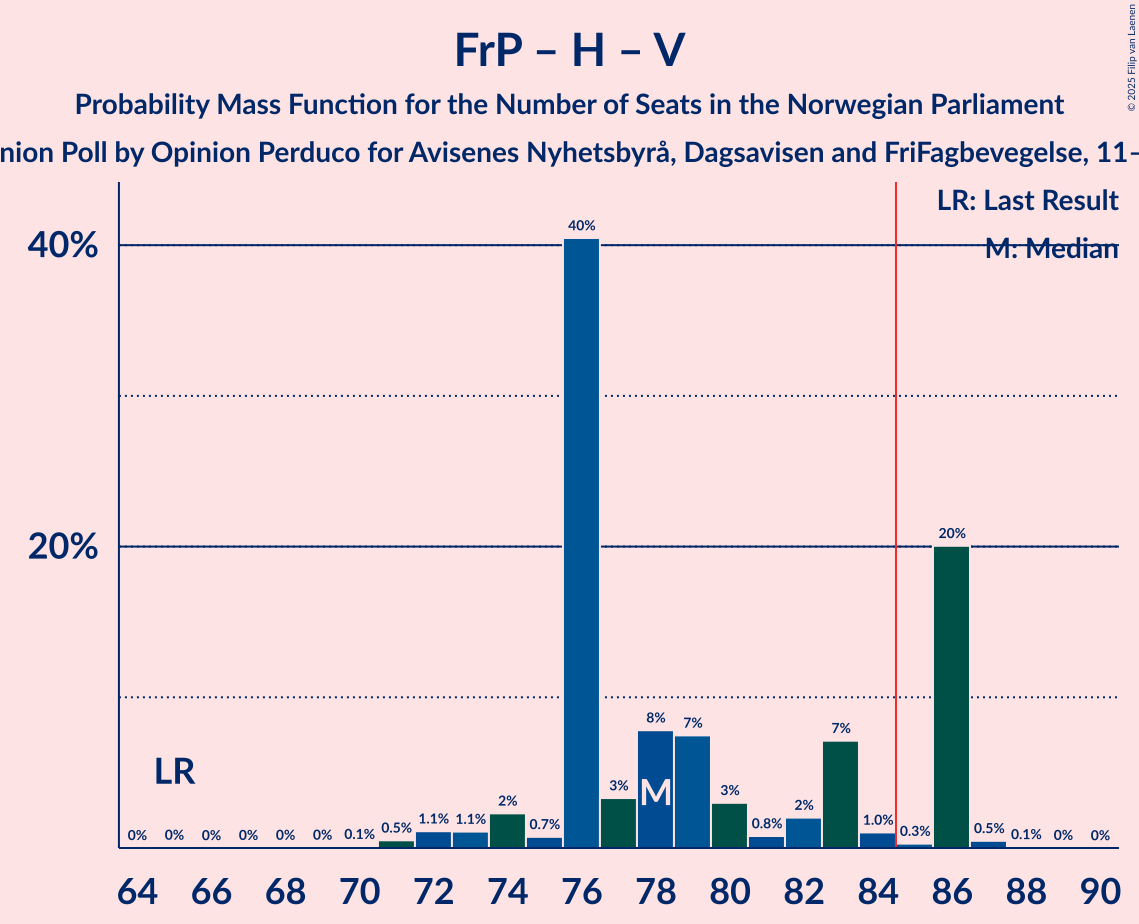 FrP – H – V
Probability Mass Function for the Number of Seats in the Norwegian Parliament
nion Poll by Opinion Perduco for Avisenes Nyhetsbyrå, Dagsavisen and FriFagbevegelse, 11–
© 2025 Filip van Laenen
LR: Last Result
M: Median
40%
20%
LR
M
0% 0% 0% 0% 0% 0% 0.1% 0.5% 1.1% 1.1% 2% 0.7% 40% 3% 8% 7% 3% 0.8% 2% 7% 1.0% 0.3% 20% 0.5% 0.1% 0% 0%
64 66 68 70 72 74 76 78 80 82 84 86 88 90